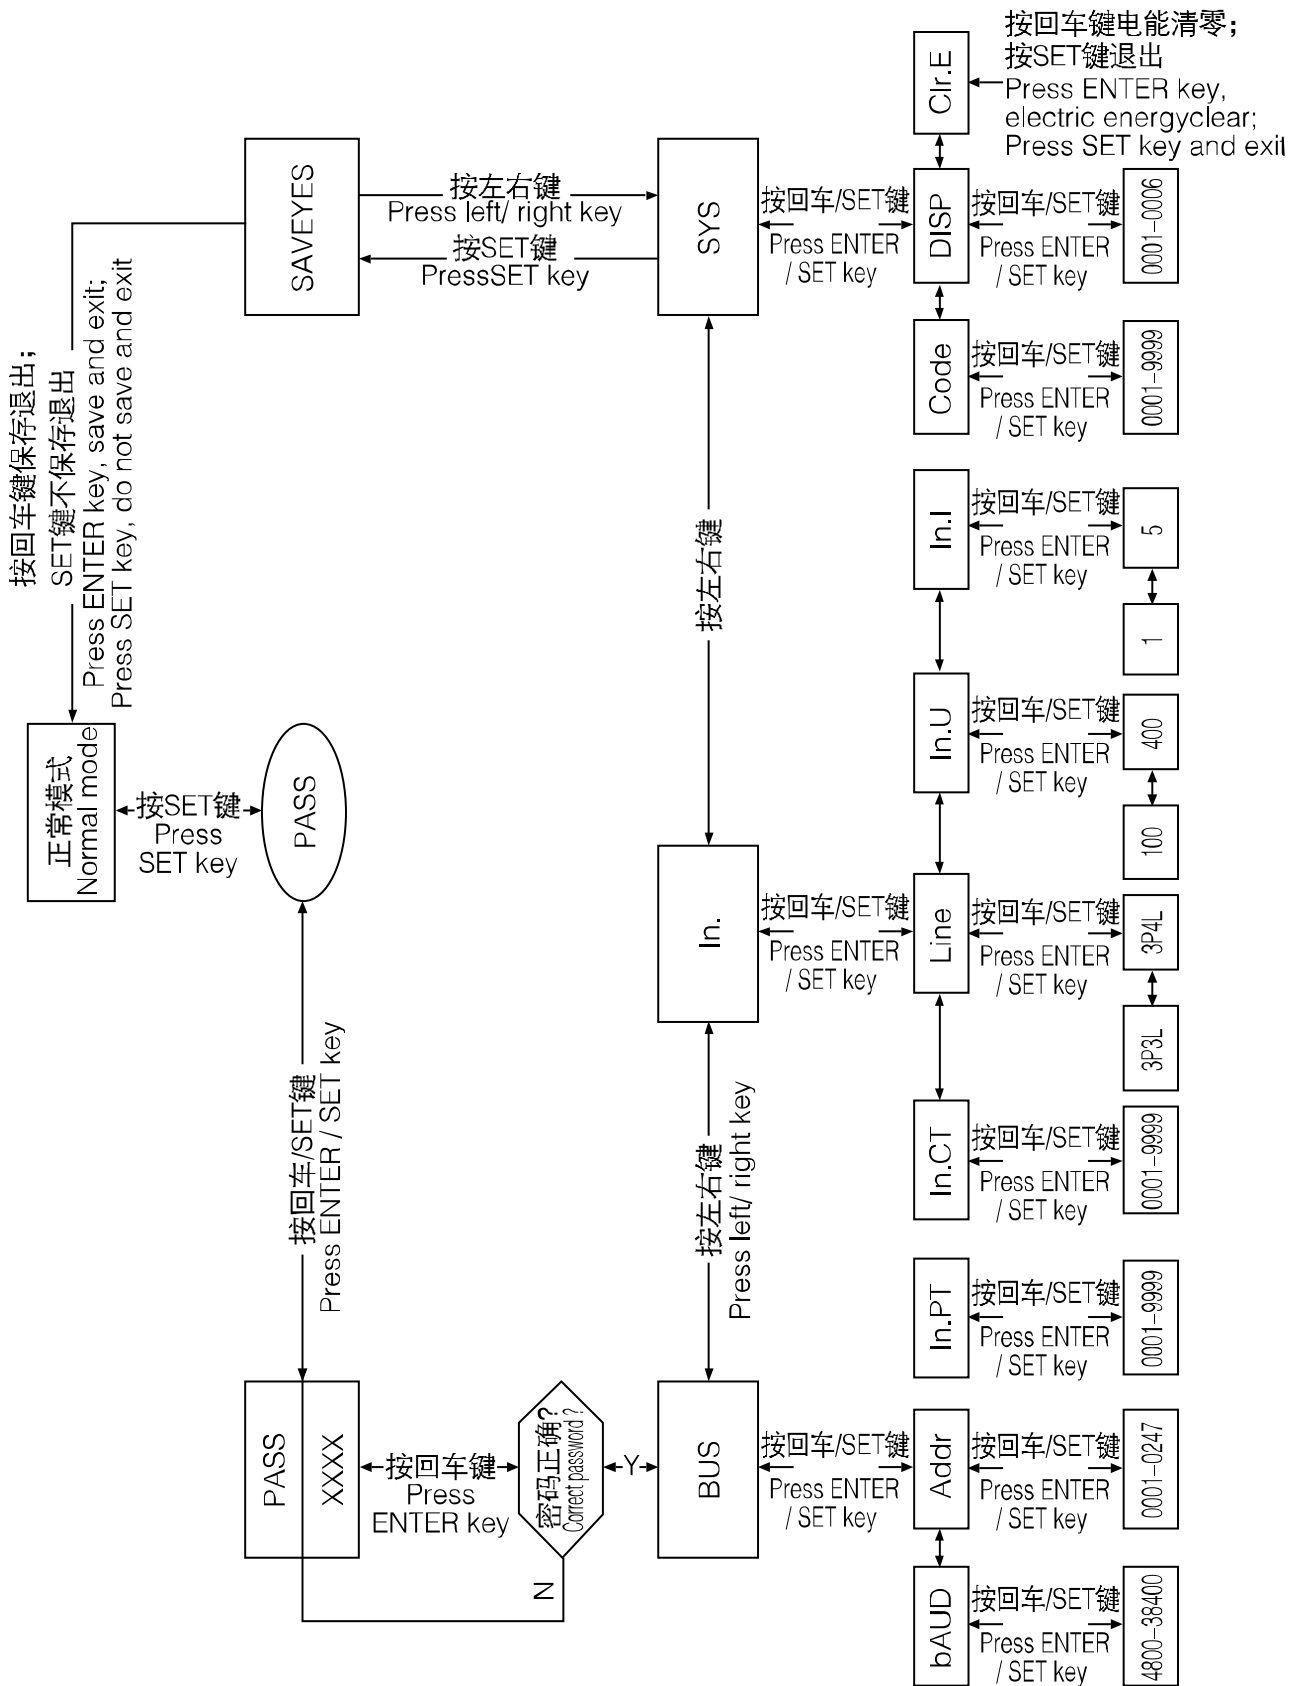 按回车键电能清零；
按SET键退出
Press ENTER key,
electric energyclear;
Press SET key and exit
Clr.E
SAVEYES
按左右键
Press left/ right key
按SET键
PressSET key
SYS
按回车/SET键
Press ENTER
/ SET key
DISP
按回车/SET键
Press ENTER
/ SET key
0001-0006
按回车键保存退出；
SET键不保存退出
Press ENTER key, save and exit;
Press SET key, do not save and exit
Code
按回车/SET键
Press ENTER
/ SET key
0001-9999
按左右键
In.I
按回车/SET键
Press ENTER
/ SET key
5
1
正常模式
Normal mode
按SET键
Press
SET key
PASS
In.U
按回车/SET键
Press ENTER
/ SET key
400
100
In.
按回车/SET键
Press ENTER
/ SET key
Line
按回车/SET键
Press ENTER
/ SET key
3P4L
3P3L
按回车/SET键
Press ENTER / SET key
按左右键
Press left/ right key
In.CT
按回车/SET键
Press ENTER
/ SET key
0001-9999
In.PT
按回车/SET键
Press ENTER
/ SET key
0001-9999
PASS
XXXX
按回车键
Press
ENTER key
密码正确?
Correct password ?
Y
N
BUS
按回车/SET键
Press ENTER
/ SET key
Addr
按回车/SET键
Press ENTER
/ SET key
0001-0247
bAUD
按回车/SET键
Press ENTER
/ SET key
4800-38400